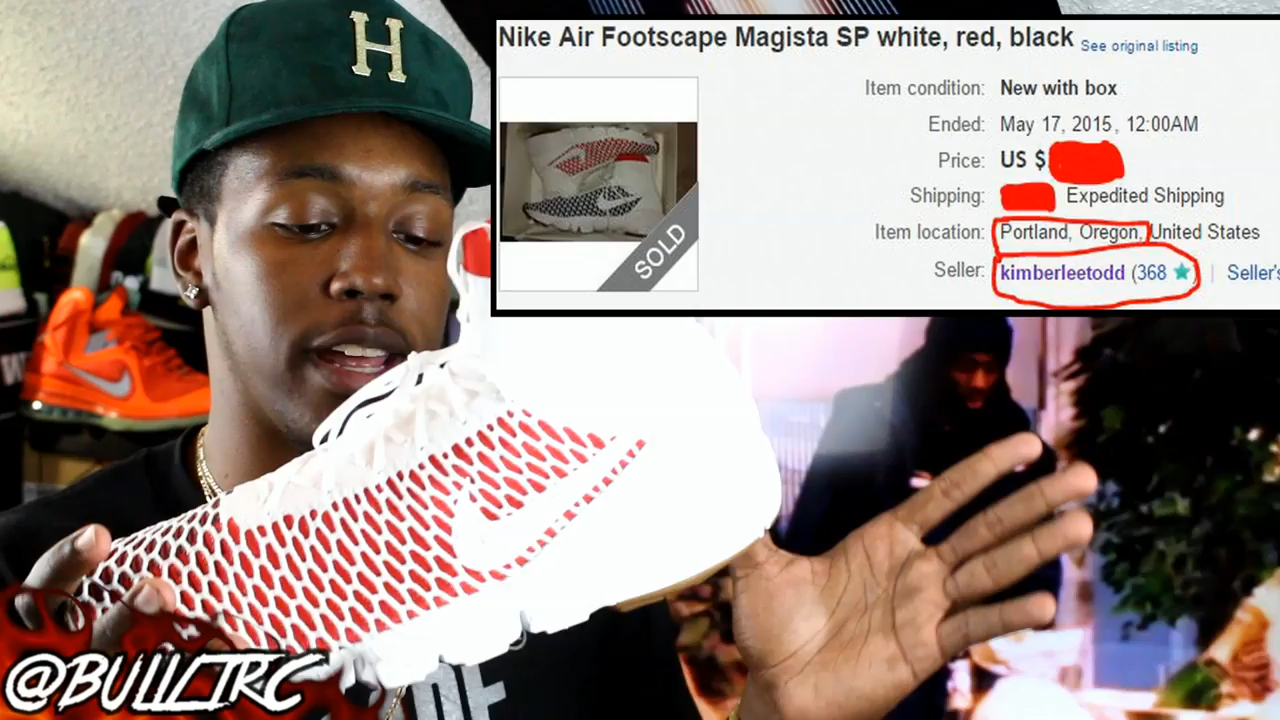 H
Nike Air Footscape Magista SP white, red, black See original listing
Item condition: New with box
Ended: May 17, 2015, 12:00AM
Price: US $
Shipping: Expedited Shipping
Item location: Portland, Oregon, United States
Seller: kimberleetodd (368 ★) | Seller's
SOLD